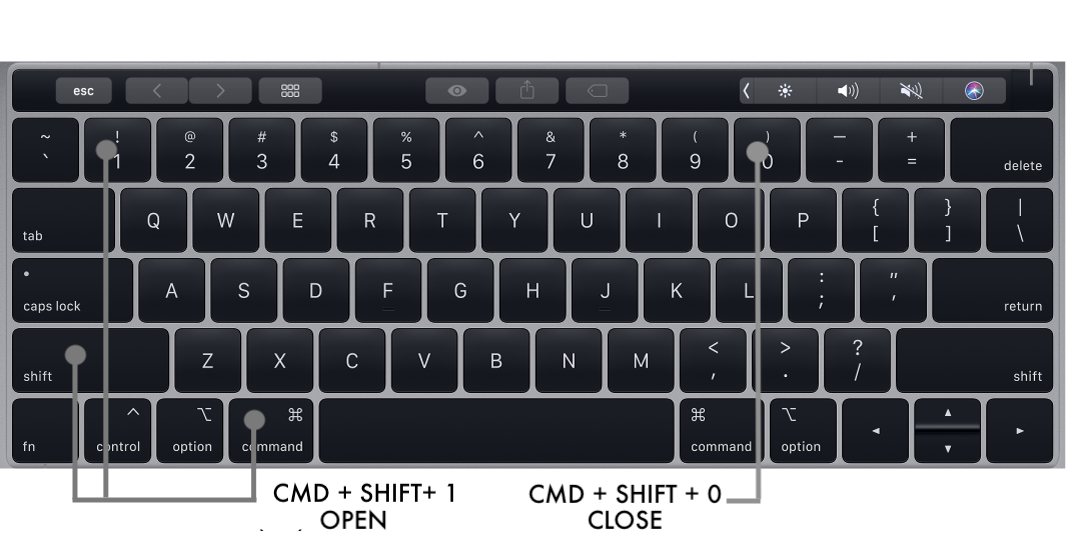 esc
~ ! @ # $ % ^ & * ( ) — +
` 1 2 3 4 5 6 7 8 9 0 - = delete
tab Q W E R T Y U I O P { [ } ] | \
caps lock A S D F G H J K L : ; " ' return
shift Z X C V B N M < , > . ? / shift
fn ^ control ⌥ option ⌘ command ⌘ command ⌥ option ◄ ▲ ▼ ►
CMD + SHIFT+ 1
OPEN
CMD + SHIFT + 0
CLOSE